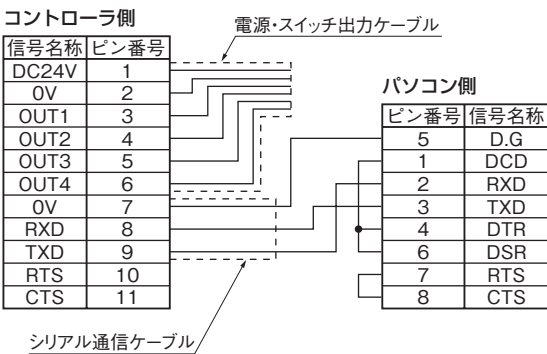 コントローラ側
電源・スイッチ出力ケーブル
信号名称 ピン番号
DC24V 1
0V 2
OUT1 3
OUT2 4
OUT3 5
OUT4 6
0V 7
RXD 8
TXD 9
RTS 10
CTS 11
パソコン側
ピン番号 信号名称
5 D.G
1 DCD
2 RXD
3 TXD
4 DTR
6 DSR
7 RTS
8 CTS
シリアル通信ケーブル